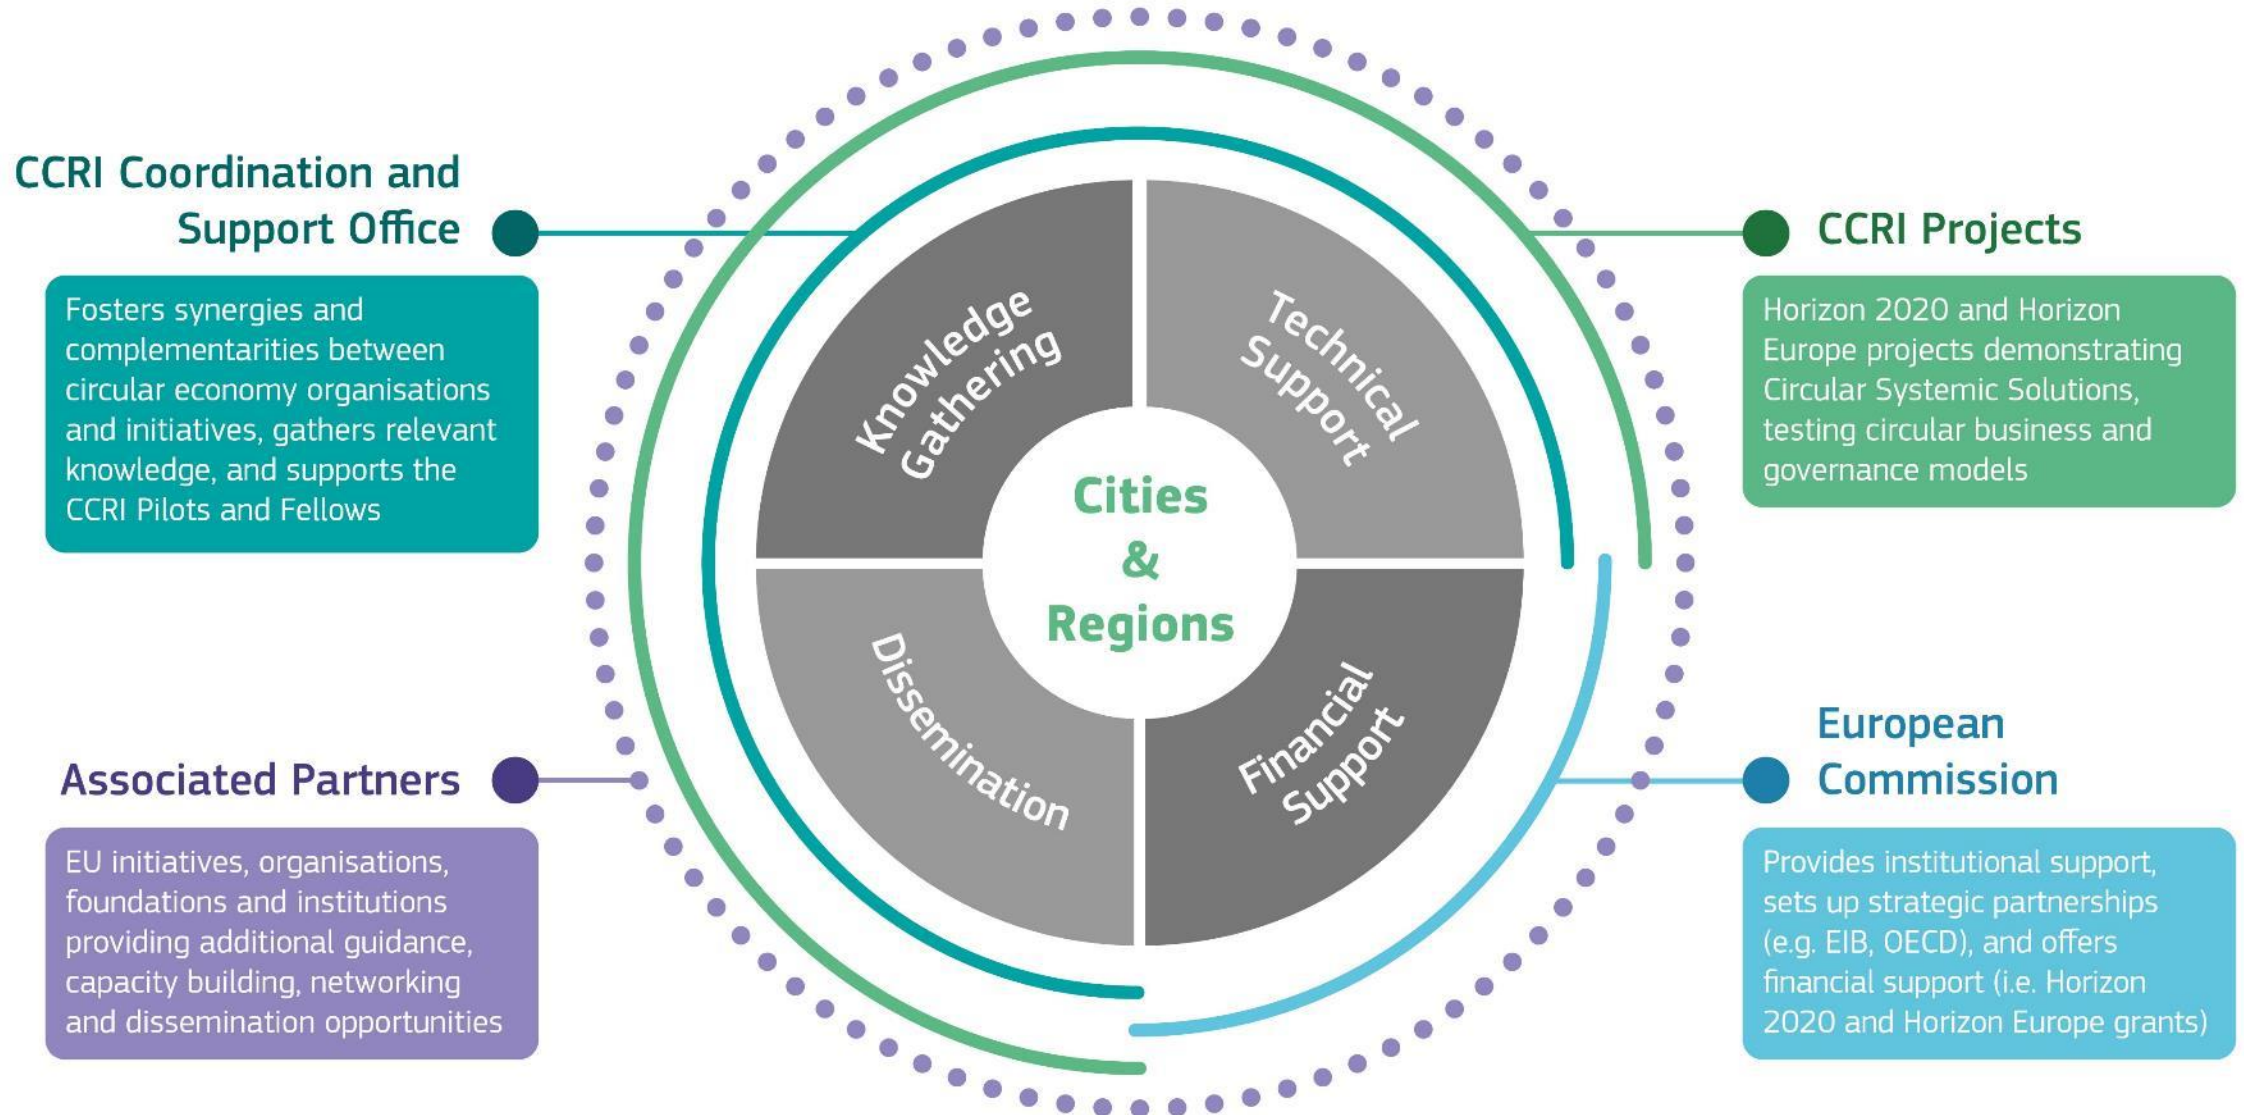 CCRI Coordination and
Support Office
Fosters synergies and
complementarities between
circular economy organisations
and initiatives, gathers relevant
knowledge, and supports the
CCRI Pilots and Fellows
Associated Partners
EU initiatives, organisations,
foundations and institutions
providing additional guidance,
capacity building, networking
and dissemination opportunities
Knowledge
Gathering
Technical
Support
Cities
&
Regions
Dissemination
Financial
Support
CCRI Projects
Horizon 2020 and Horizon
Europe projects demonstrating
Circular Systemic Solutions,
testing circular business and
governance models
European
Commission
Provides institutional support,
sets up strategic partnerships
(e.g. EIB, OECD), and offers
financial support (i.e. Horizon
2020 and Horizon Europe grants)